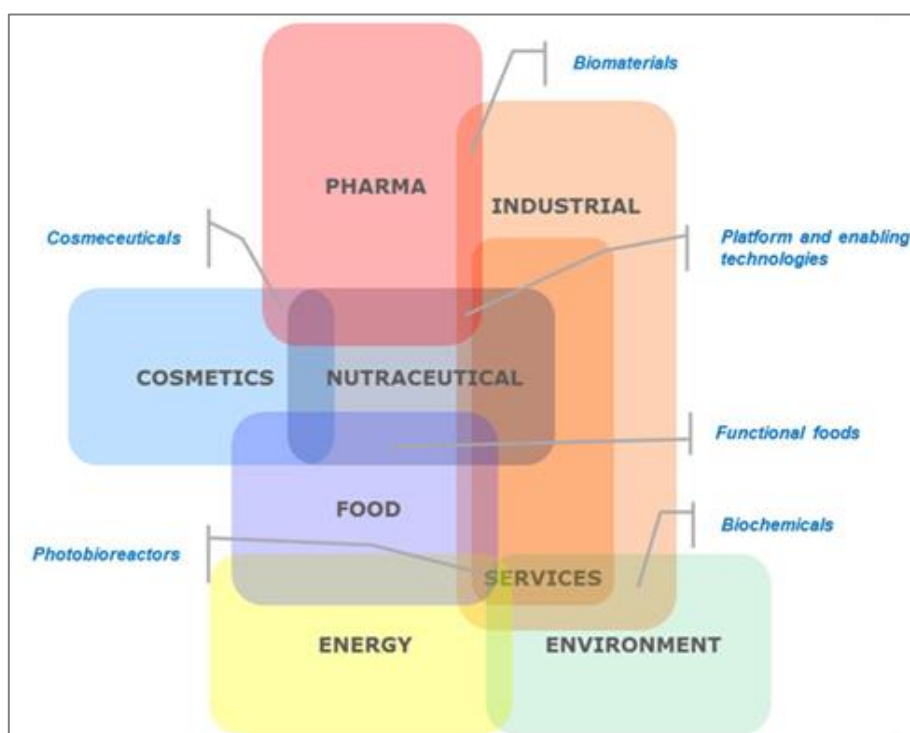 Biomaterials
PHARMA
INDUSTRIAL
Cosmeceuticals
Platform and enabling
technologies
COSMETICS
NUTRACEUTICAL
Functional foods
FOOD
Biochemicals
Photobioreactors
SERVICES
ENERGY
ENVIRONMENT